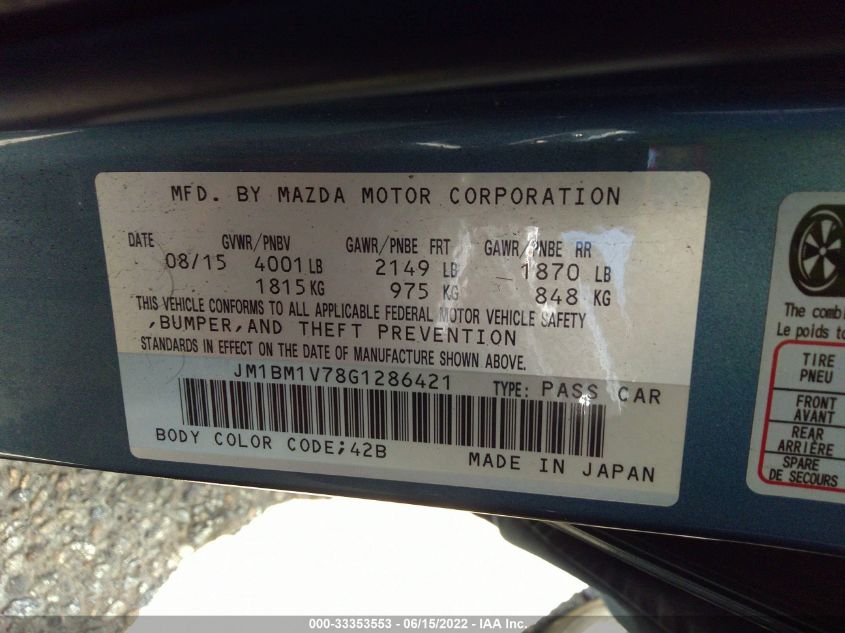 MFD. BY MAZDA MOTOR CORPORATION
DATE GVWR/PNBV GAWR/PNBE FRT GAWR/PNBE RR
08/15 4001 LB 2149 LB 1870 LB
1815 KG 975 KG 848 KG
THIS VEHICLE CONFORMS TO ALL APPLICABLE FEDERAL MOTOR VEHICLE SAFETY
,BUMPER,AND THEFT PREVENTION
STANDARDS IN EFFECT ON THE DATE OF MANUFACTURE SHOWN ABOVE.
JM1BM1V78G1286421 TYPE: PASS CAR
BODY COLOR CODE;42B
MADE IN JAPAN
The
Le poids
TIRE
PNEU
FRONT
AVANT
REAR
ARRIÈRE
SPARE
DE SECOURS
000-33353553 - 06/15/2022 - IAA Inc.